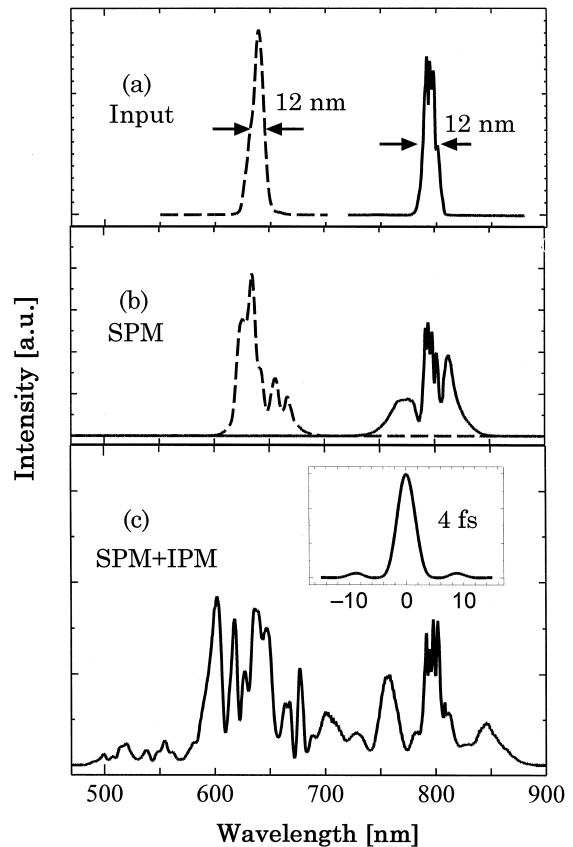 (a)
Input
12 nm
12 nm
(b)
SPM
Intensity [a.u.]
(c)
SPM+IPM
4 fs
−10 0 10
500 600 700 800 900
Wavelength [nm]